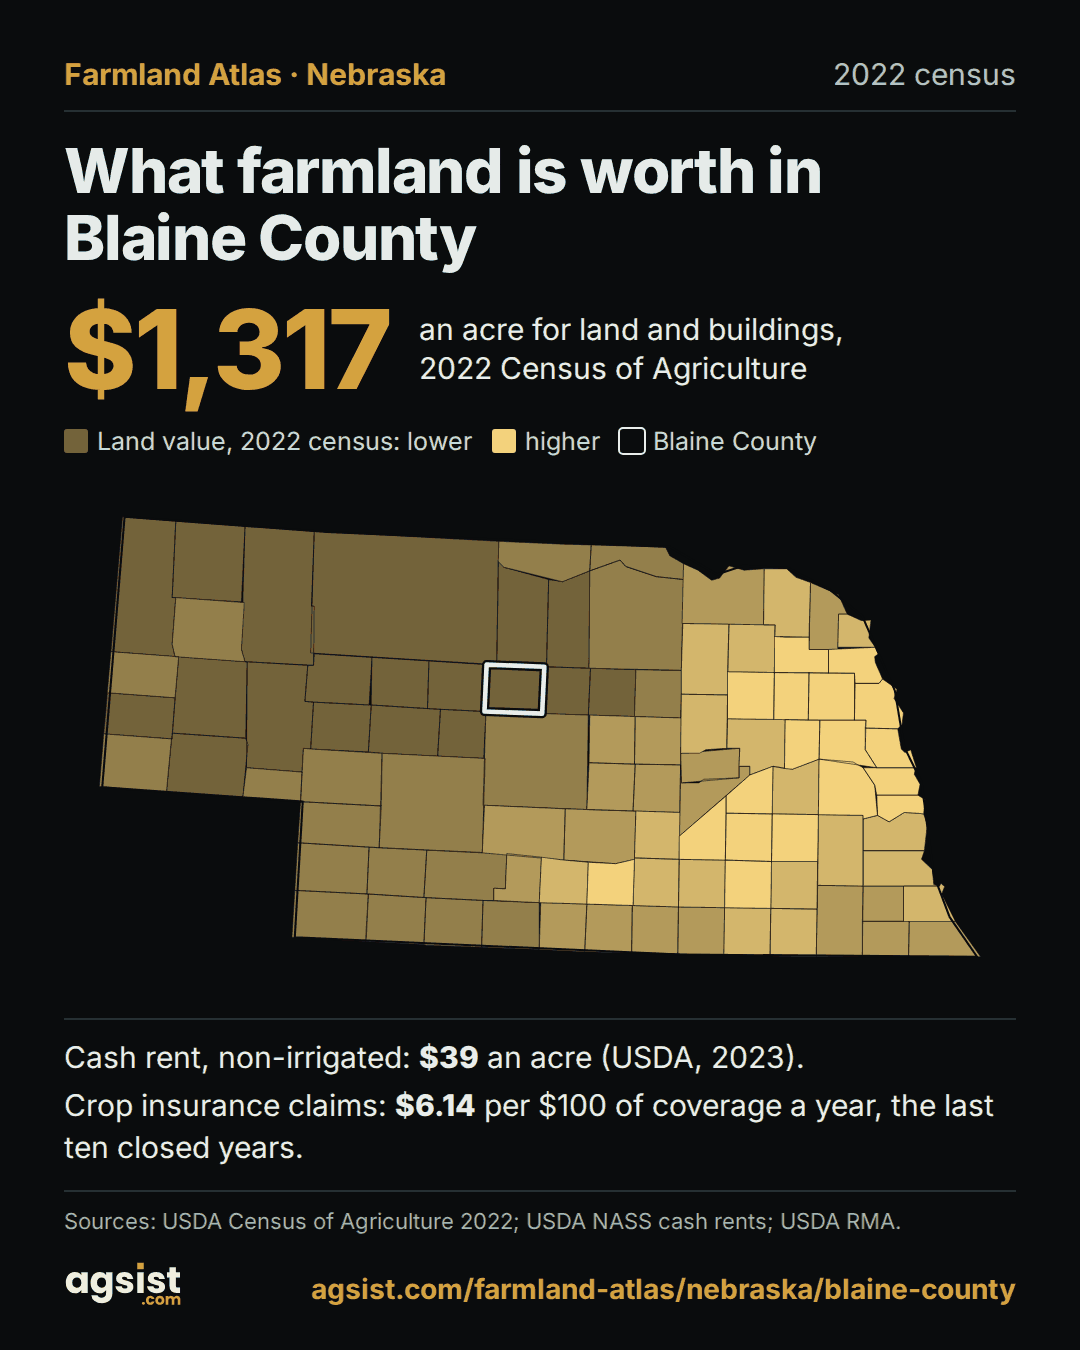 Farmland Atlas · Nebraska
2022 census
What farmland is worth in
Blaine County
$1,317
an acre for land and buildings,
2022 Census of Agriculture
Land value, 2022 census: lower
higher
Blaine County
Cash rent, non-irrigated: $39 an acre (USDA, 2023).
Crop insurance claims: $6.14 per $100 of coverage a year, the last
ten closed years.
Sources: USDA Census of Agriculture 2022; USDA NASS cash rents; USDA RMA.
agsist
.com
agsist.com/farmland-atlas/nebraska/blaine-county